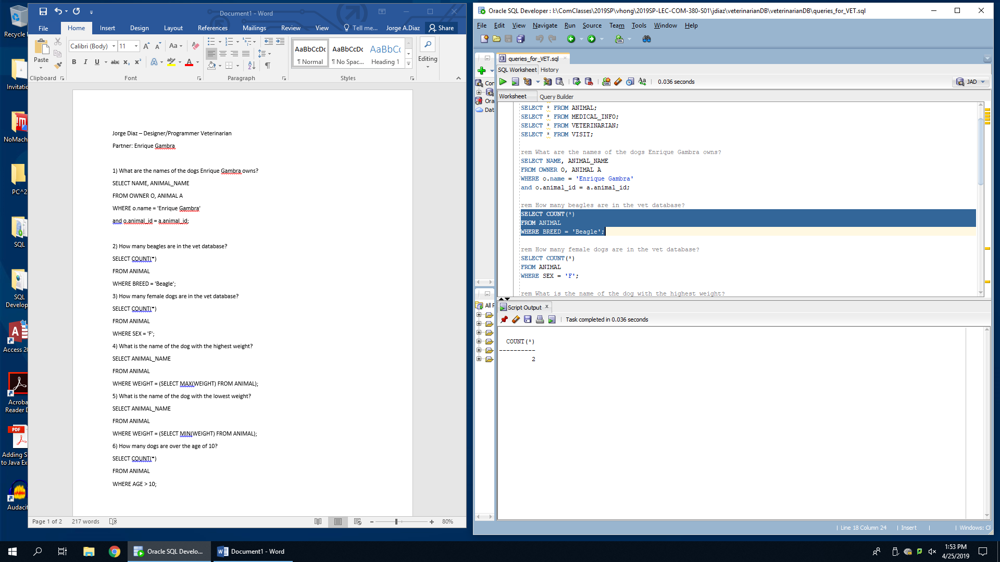 Recycle
Invitatio
NoMach
PC^2
SQL
SQL
Develop
Access 20
Acroba
Reader D
Adding S
to Java Ex
Audacit
Document1 - Word
File
Home
Insert
Design
Layout
References
Mailings
Review
View
Tell me...
Jorge A.Diaz
Share
Paste
Calibri (Body)
11
Aa
B I U abc x₂ x²
AaBbCcDc
¶ Normal
AaBbCcDc
¶ No Spac...
AaBbCc
Heading 1
Editing
Clipboard
Font
Paragraph
Styles
Jorge Diaz – Designer/Programmer Veterinarian
Partner: Enrique Gambra
1) What are the names of the dogs Enrique Gambra owns?
SELECT NAME, ANIMAL_NAME
FROM OWNER O, ANIMAL A
WHERE o.name = 'Enrique Gambra'
and o.animal_id = a.animal_id;
2) How many beagles are in the vet database?
SELECT COUNT(*)
FROM ANIMAL
WHERE BREED = 'Beagle';
3) How many female dogs are in the vet database?
SELECT COUNT(*)
FROM ANIMAL
WHERE SEX = 'F';
4) What is the name of the dog with the highest weight?
SELECT ANIMAL_NAME
FROM ANIMAL
WHERE WEIGHT = (SELECT MAX(WEIGHT) FROM ANIMAL);
5) What is the name of the dog with the lowest weight?
SELECT ANIMAL_NAME
FROM ANIMAL
WHERE WEIGHT = (SELECT MIN(WEIGHT) FROM ANIMAL);
6) How many dogs are over the age of 10?
SELECT COUNT(*)
FROM ANIMAL
WHERE AGE > 10;
Page 1 of 2
217 words
80%
Oracle SQL Developer : I:\ComClasses\2019SP\vhong\2019SP-LEC-COM-380-S01\jdiaz\veterinarianDB\veterinarianDB\queries_for_VET.sql
File Edit View Navigate Run Source Team Tools Window Help
queries_for_VET.sql
SQL Worksheet History
0.036 seconds
JAD
Con
Ora
Dat
Worksheet Query Builder
SELECT * FROM ANIMAL;
SELECT * FROM MEDICAL_INFO;
SELECT * FROM VETERINARIAN;
SELECT * FROM VISIT;
rem What are the names of the dogs Enrique Gambra owns?
SELECT NAME, ANIMAL_NAME
FROM OWNER O, ANIMAL A
WHERE o.name = 'Enrique Gambra'
and o.animal_id = a.animal_id;
rem How many beagles are in the vet database?
SELECT COUNT(*)
FROM ANIMAL
WHERE BREED = 'Beagle';
rem How many female dogs are in the vet database?
SELECT COUNT(*)
FROM ANIMAL
WHERE SEX = 'F';
rem What is the name of the dog with the highest weight?
All R
Script Output
Task completed in 0.036 seconds
COUNT(*)
----------
2
Line 18 Column 24
Insert
Windows: CF
Oracle SQL Develo...
Document1 - Word
1:53 PM
4/25/2019